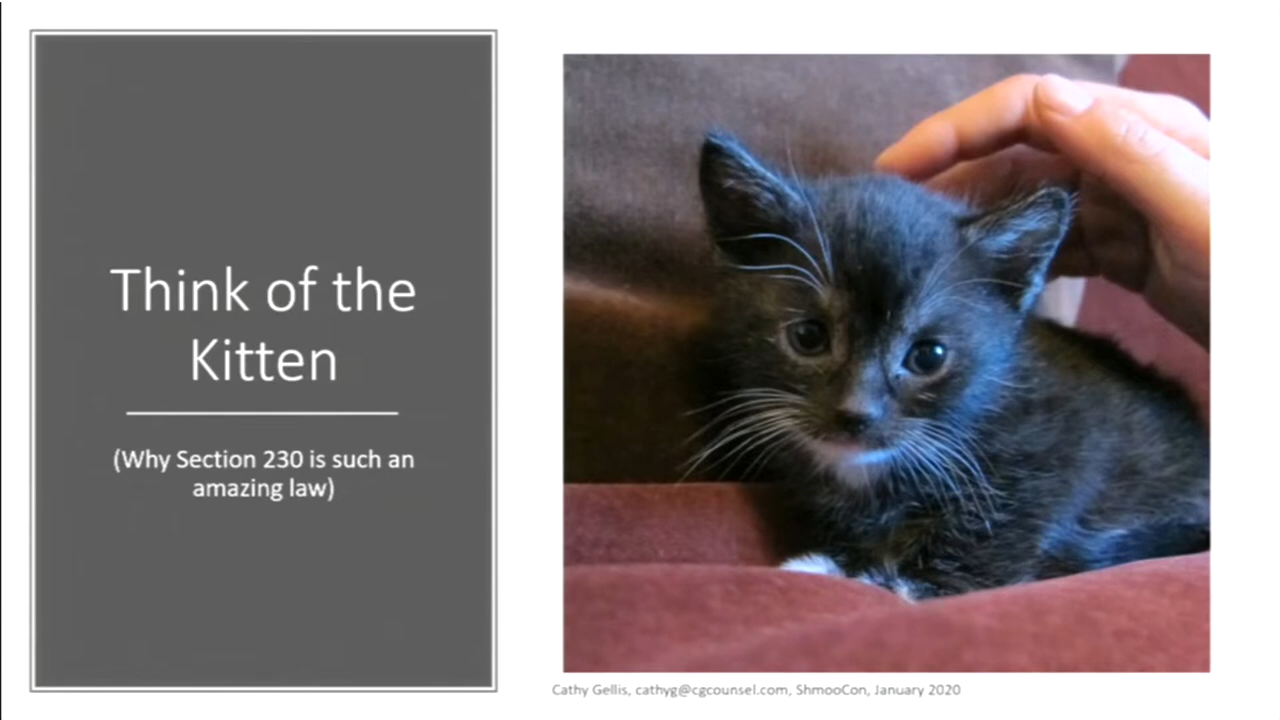 Think of the
Kitten
(Why Section 230 is such an
amazing law)
Cathy Gellis, cathyg@cgcounsel.com, ShmooCon, January 2020